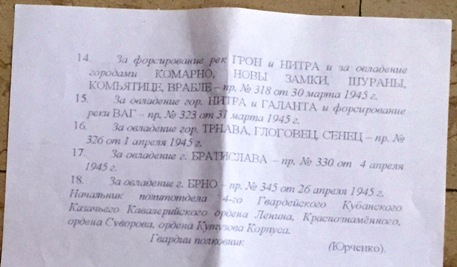 14. За форсирование рек ГРОН и НИТРА и за овладение
городами КОМАРНО, НОВЫ ЗАМКИ, ШУРАНЫ,
КОМЬЯТИЦЕ, ВРАБЛЕ – пр. № 318 от 30 марта 1945 г.
15. За овладение гор. НИТРА и ГАЛАНТА и форсирование
реки ВАГ – пр. № 323 от 31 марта 1945 г.
16. За овладение гор. ТРНАВА, ГЛОГОВЕЦ, СЕНЕЦ – пр. №
326 от 1 апреля 1945 г.
17. За овладение г. БРАТИСЛАВА – пр. № 330 от 4 апреля
1945 г.
18. За овладение г. БРНО – пр. № 345 от 26 апреля 1945 г.
Начальник политотдела 4-го Гвардейского Кубанского
Казачьего Кавалерийского ордена Ленина, Краснознамённого,
ордена Суворова, ордена Кутузова Корпуса.
Гвардии полковник (Юрченко).